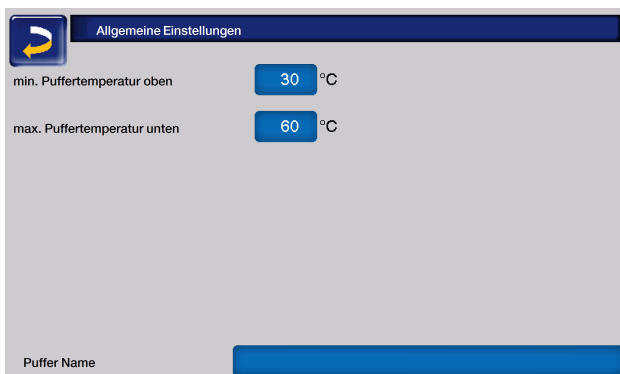 Allgemeine Einstellungen
min. Puffertemperatur oben 30 °C
max. Puffertemperatur unten 60 °C
Puffer Name